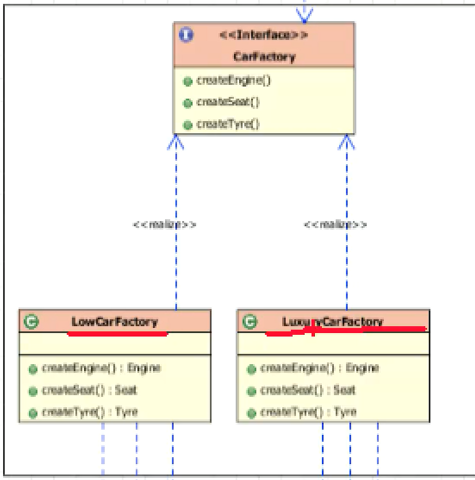 <<Interface>>
CarFactory
createEngine()
createSeat()
createTyre()
<<realize>>
<<realize>>
LowCarFactory
createEngine() : Engine
createSeat() : Seat
createTyre() : Tyre
LuxuryCarFactory
createEngine() : Engine
createSeat() : Seat
createTyre() : Tyre